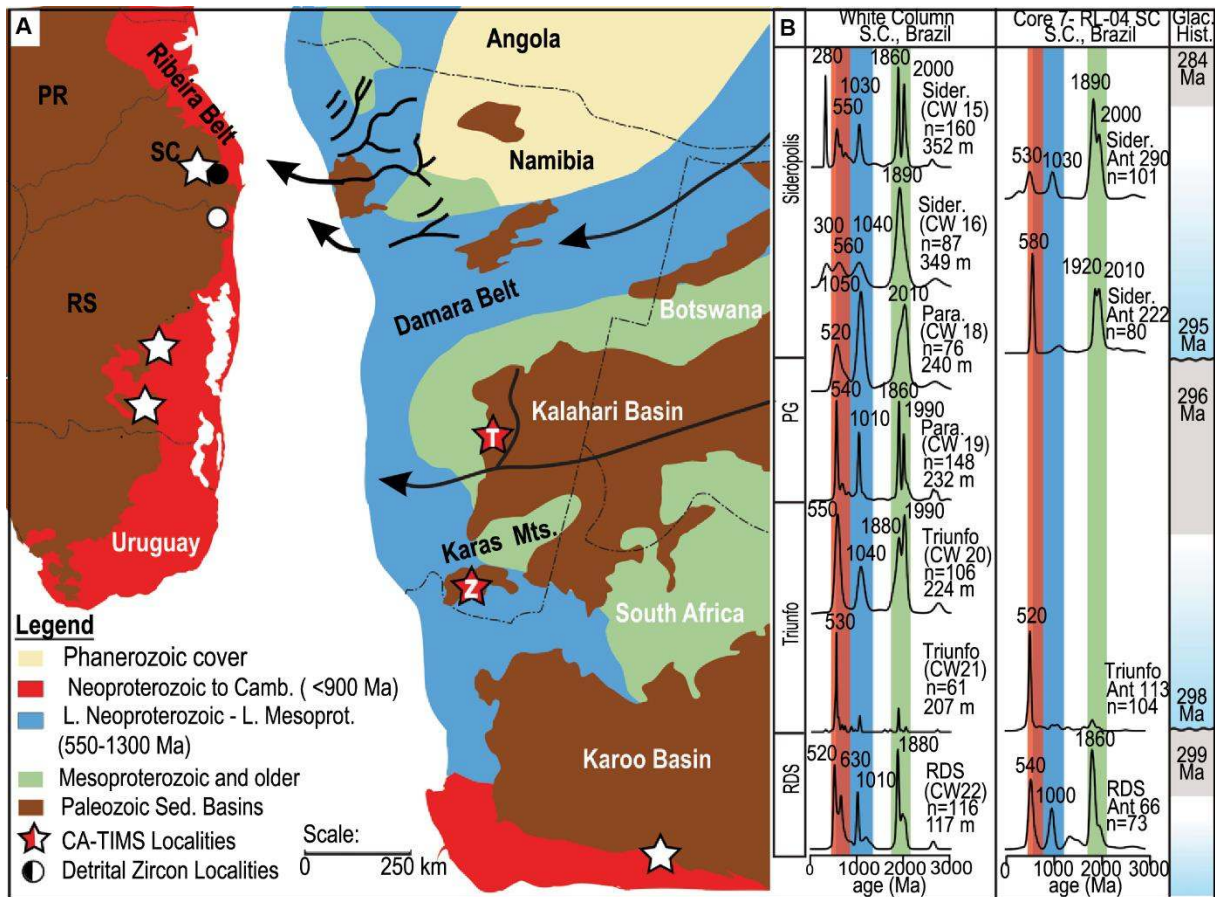 A
Angola
Ribeira Belt
PR
SC
Namibia
RS
Damara Belt
Botswana
Kalahari Basin
T
Uruguay
Karas Mts.
Z
South Africa
Karoo Basin
Legend
Phanerozoic cover
Neoproterozoic to Camb. ( <900 Ma)
L. Neoproterozoic - L. Mesoprot.
(550-1300 Ma)
Mesoproterozoic and older
Paleozoic Sed. Basins
CA-TIMS Localities
Detrital Zircon Localities
Scale:
0 250 km
B
White Column
S.C., Brazil
Core 7- RL-04 SC
S.C., Brazil
Glac.
Hist.
Siderópolis
PG
Triunfo
RDS
280 1860
2000
1030
550
Sider.
(CW 15)
n=160
352 m
1890
300
560
1040
Sider.
(CW 16)
n=87
349 m
1050 2010
520
Para.
(CW 18)
n=76
240 m
540 1860
1010 1990
Para.
(CW 19)
n=148
232 m
550 1990
1880
1040
Triunfo
(CW 20)
n=106
224 m
530
Triunfo
(CW21)
n=61
207 m
520 630 1880
1010
RDS
(CW22)
n=116
117 m
0 1000 2000 3000
age (Ma)
1890
2000
530 1030
Sider.
Ant 290
n=101
580
1920 2010
Sider.
Ant 222
n=80
520
Triunfo
Ant 113
n=104
1860
540
1000
RDS
Ant 66
n=73
0 1000 2000 3000
age (Ma)
284
Ma
295
Ma
296
Ma
298
Ma
299
Ma